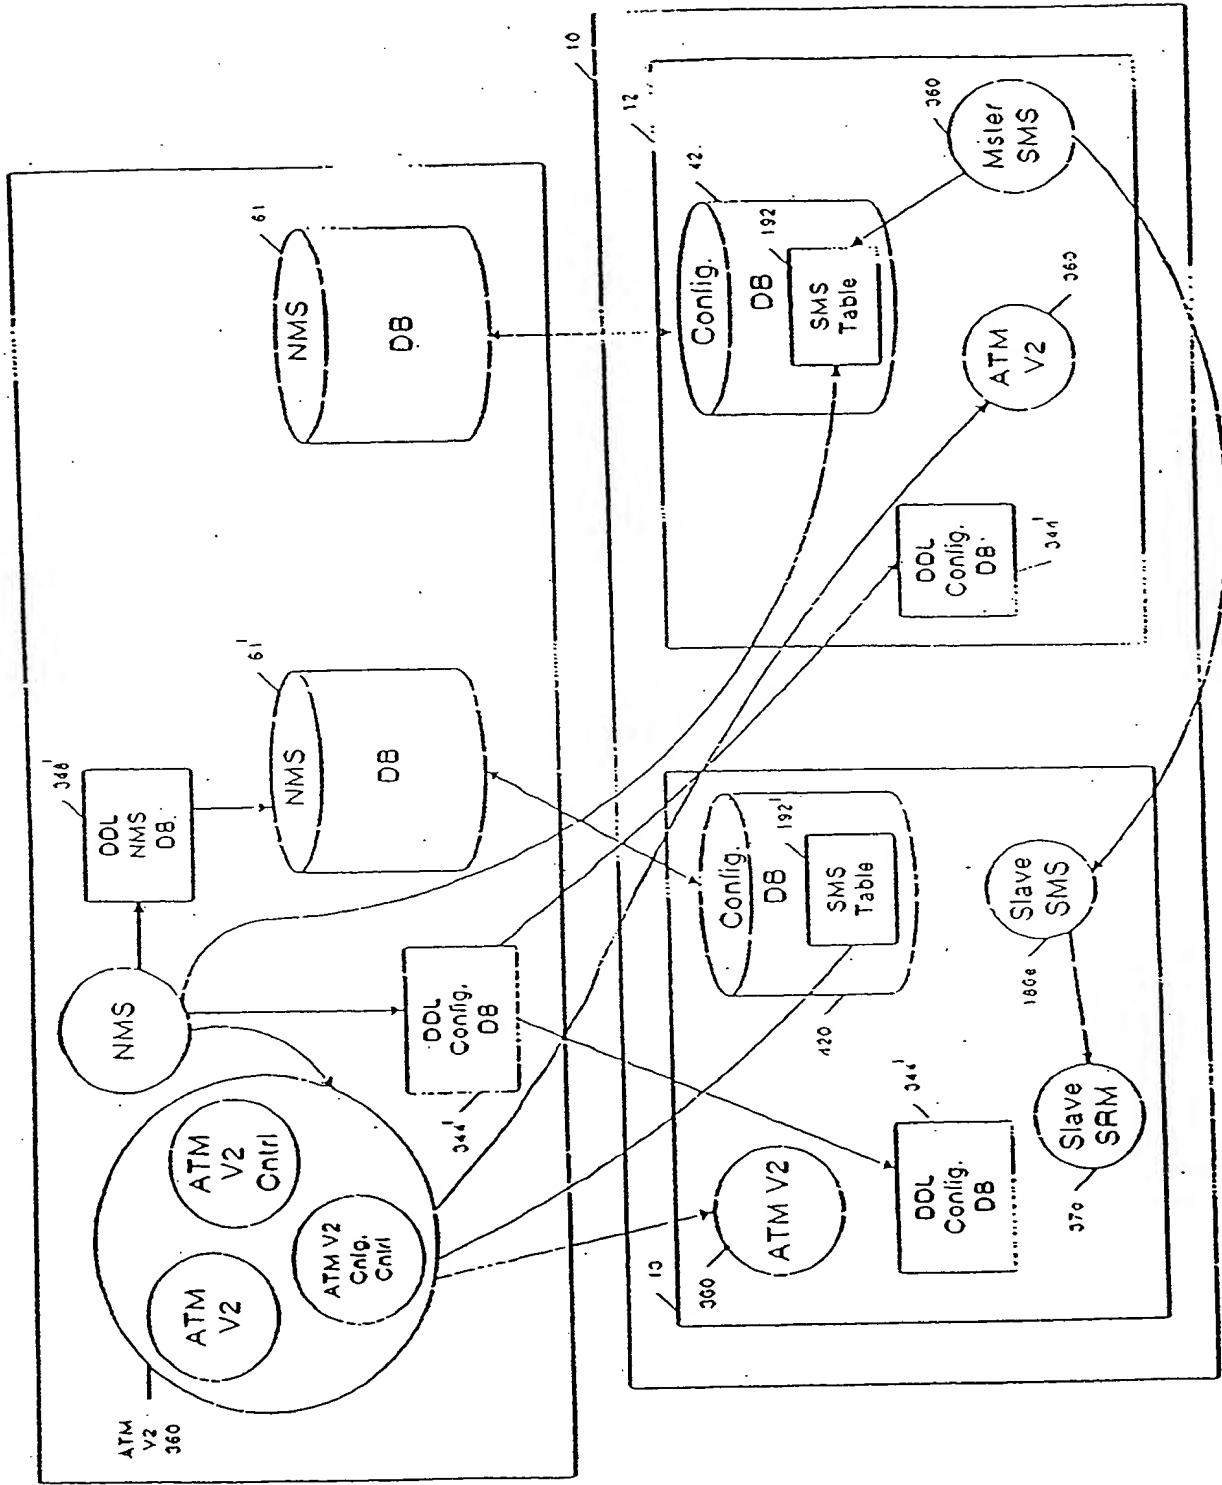 ATM
V2
360
ATM
V2
ATM
V2
Cntrl
ATM V2
Cnfg.
Cntrl
NMS
348'
DDL
NMS
DB
344'
DDL
Config.
DB
61'
NMS
DB
61
NMS
DB
10
13
360
ATM V2
344'
DDL
Config.
DB
370
Slave
SRM
420
Config.
DB
192'
SMS
Table
180e
Slave
SMS
12
42
Config.
DB
192
SMS
Table
DDL
Config.
DB
344'
ATM
V2
360
Mster
SMS
360